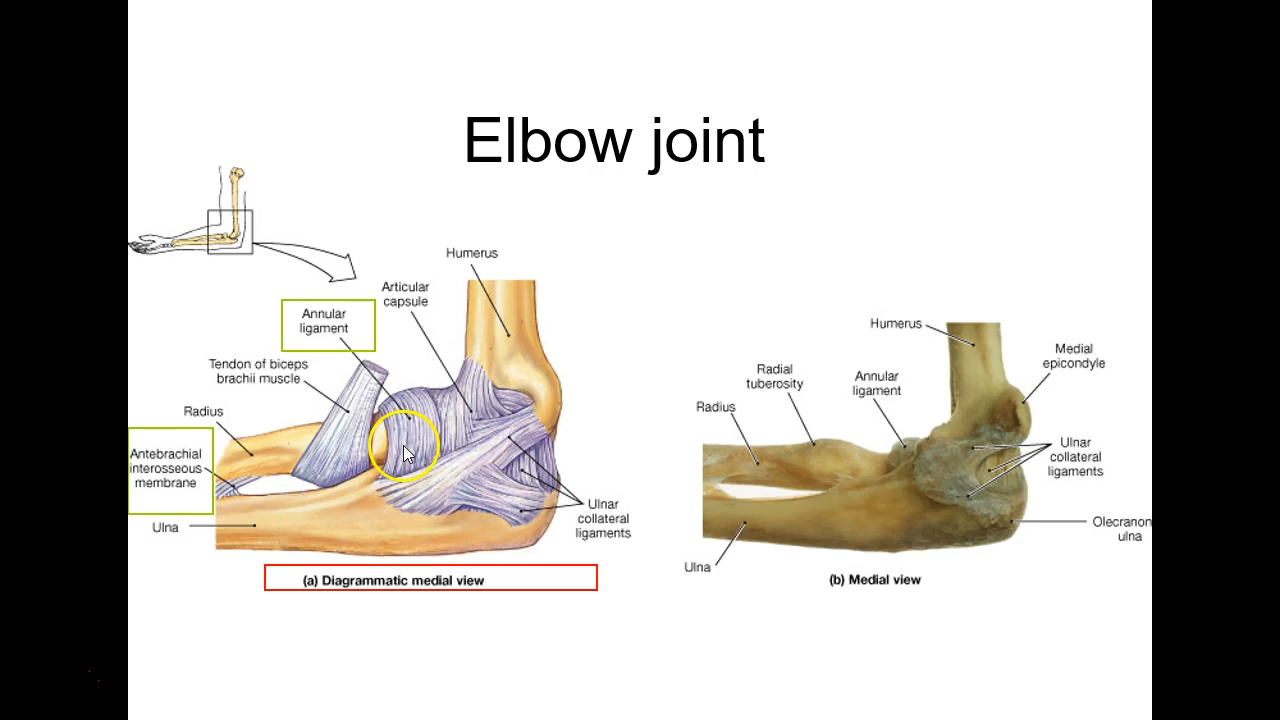 Elbow joint
Humerus
Articular
capsule
Annular
ligament
Tendon of biceps
brachii muscle
Radius
Antebrachial
interosseous
membrane
Ulna
Ulnar
collateral
ligaments
(a) Diagrammatic medial view
Humerus
Medial
epicondyle
Radial
tuberosity
Annular
ligament
Radius
Ulnar
collateral
ligaments
Olecranon
ulna
Ulna
(b) Medial view